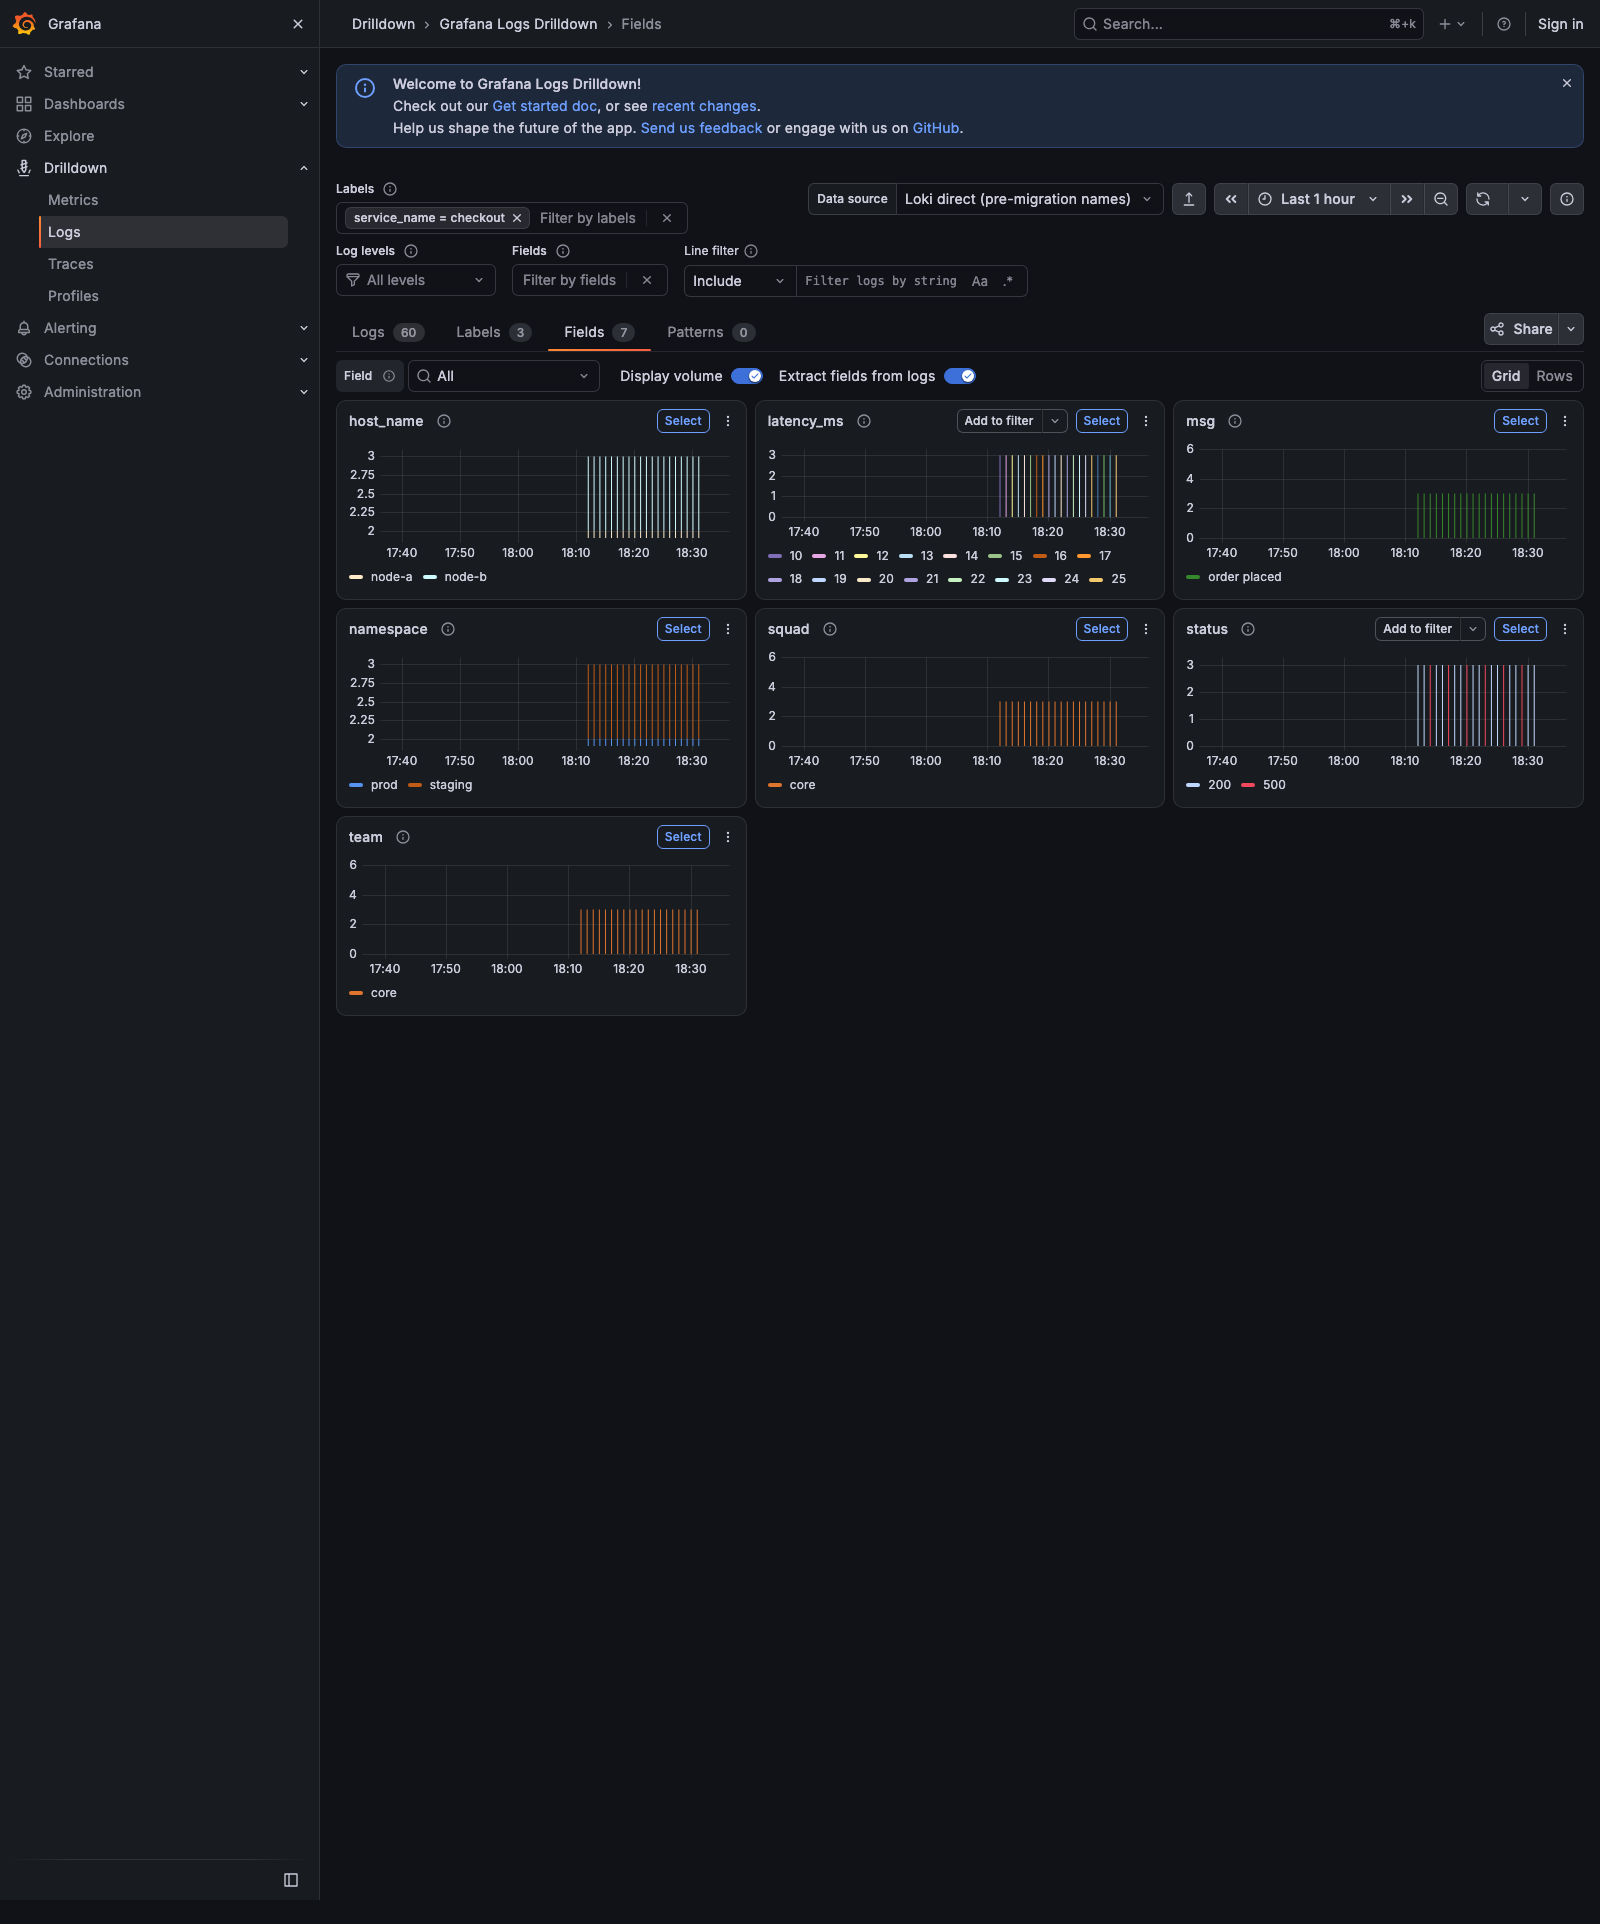 Grafana
Drilldown › Grafana Logs Drilldown › Fields
Search...
⌘+k
Sign in
Starred
Dashboards
Explore
Drilldown
Metrics
Logs
Traces
Profiles
Alerting
Connections
Administration
Welcome to Grafana Logs Drilldown!
Check out our Get started doc, or see recent changes.
Help us shape the future of the app. Send us feedback or engage with us on GitHub.
Labels
service_name = checkout
Filter by labels
Data source
Loki direct (pre-migration names)
Last 1 hour
Log levels
All levels
Fields
Filter by fields
Line filter
Include
Filter logs by string
Aa
.*
Logs 60
Labels 3
Fields 7
Patterns 0
Share
Field
All
Display volume
Extract fields from logs
Grid
Rows
host_name
Select
3
2.75
2.5
2.25
2
17:40 17:50 18:00 18:10 18:20 18:30
node-a node-b
latency_ms
Add to filter
Select
3
2
1
0
17:40 17:50 18:00 18:10 18:20 18:30
10 11 12 13 14 15 16 17
18 19 20 21 22 23 24 25
msg
Select
6
4
2
0
17:40 17:50 18:00 18:10 18:20 18:30
order placed
namespace
Select
3
2.75
2.5
2.25
2
17:40 17:50 18:00 18:10 18:20 18:30
prod staging
squad
Select
6
4
2
0
17:40 17:50 18:00 18:10 18:20 18:30
core
status
Add to filter
Select
3
2
1
0
17:40 17:50 18:00 18:10 18:20 18:30
200 500
team
Select
6
4
2
0
17:40 17:50 18:00 18:10 18:20 18:30
core